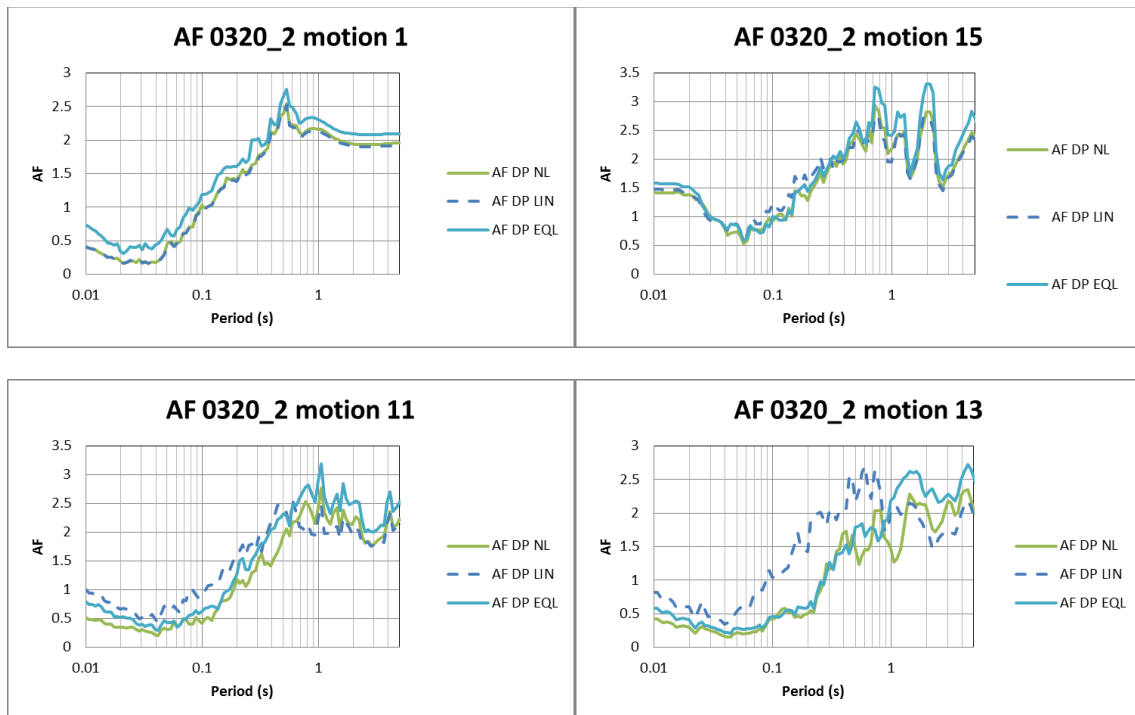 AF 0320_2 motion 1
3
2.5
2
1.5
1
0.5
0
AF
0.01
0.1
1
Period (s)
AF DP NL
AF DP LIN
AF DP EQL
AF 0320_2 motion 15
3.5
3
2.5
2
1.5
1
0.5
0
AF
0.01
0.1
1
Period (s)
AF DP NL
AF DP LIN
AF DP EQL
AF 0320_2 motion 11
3.5
3
2.5
2
1.5
1
0.5
0
AF
0.01
0.1
1
Period (s)
AF DP NL
AF DP LIN
AF DP EQL
AF 0320_2 motion 13
3
2.5
2
1.5
1
0.5
0
AF
0.01
0.1
1
Period (s)
AF DP NL
AF DP LIN
AF DP EQL